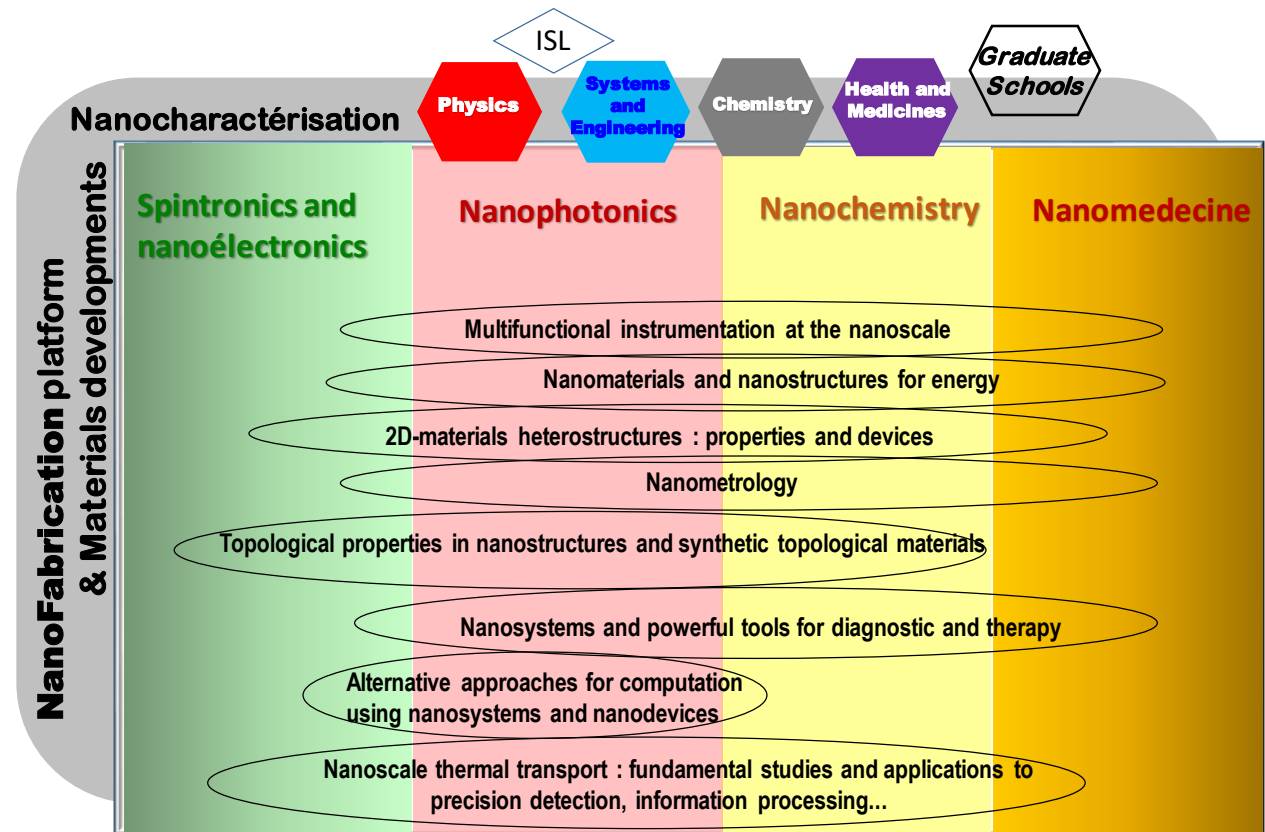 ISL
Graduate
Schools
Physics
Systems
and
Engineering
Chemistry
Health and
Medicines
Nanocharactérisation
NanoFabrication platform
& Materials developments
Spintronics and
nanoélectronics
Nanophotonics
Nanochemistry
Nanomedecine
Multifunctional instrumentation at the nanoscale
Nanomaterials and nanostructures for energy
2D-materials heterostructures : properties and devices
Nanometrology
Topological properties in nanostructures and synthetic topological materials
Nanosystems and powerful tools for diagnostic and therapy
Alternative approaches for computation
using nanosystems and nanodevices
Nanoscale thermal transport : fundamental studies and applications to
precision detection, information processing…